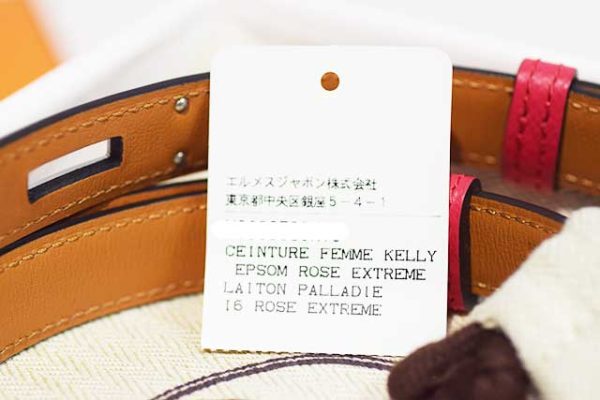 エルメスジャポン株式会社
東京都中央区銀座5-4-1
CEINTURE FEMME KELLY
EPSOM ROSE EXTREME
LAITON PALLADIE
I6 ROSE EXTREME